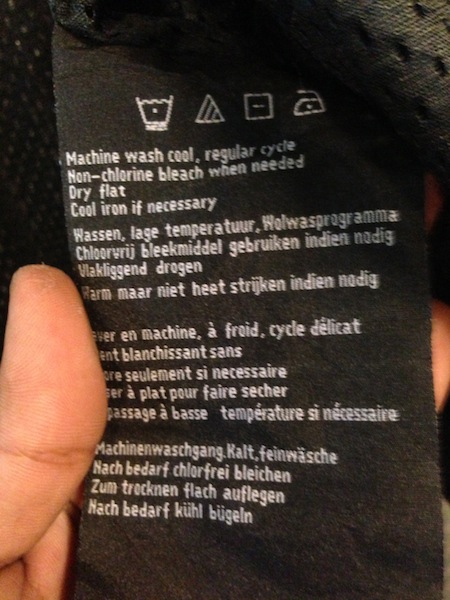 Machine wash cool, regular cycle
Non-chlorine bleach when needed
Dry flat
Cool iron if necessary
Wassen, lage temperatuur, Wolwasprogramma
Chloorvrij bleekmiddel gebruiken indien nodig
Vlakliggend drogen
Warm maar niet heet strijken indien nodig
en machine, à froid, cycle délicat
blanchissant sans
seulement si necessaire
à plat pour faire secher
passage à basse température si nécessaire
Machinenwaschgang.Kalt,feinwäsche
Nach bedarf chlorfrei bleichen
Zum trocknen flach auflegen
Nach bedarf kühl bügeln